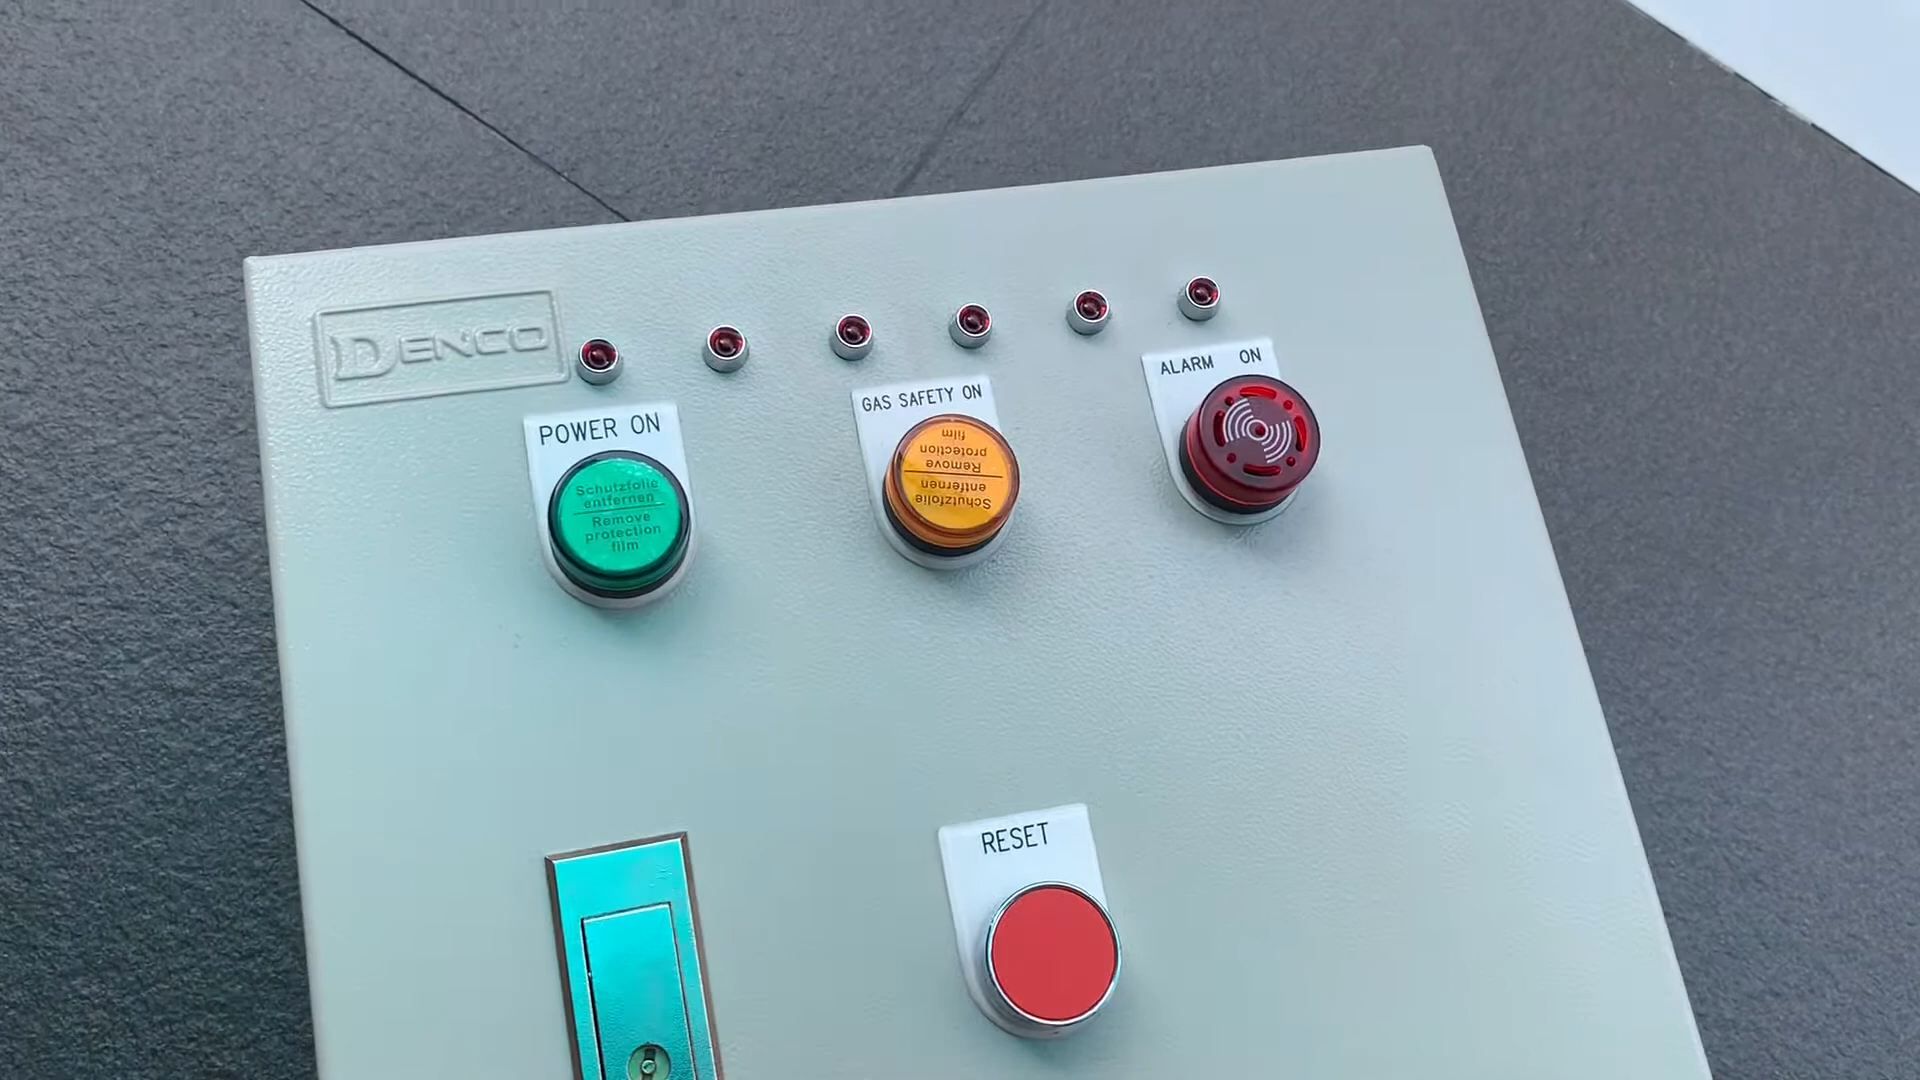 DENCO
POWER ON
GAS SAFETY ON
ALARM ON
Schutzfolie
entfernen
Remove
protection
film
Schutzfolie
entfernen
Remove
protection
film
RESET